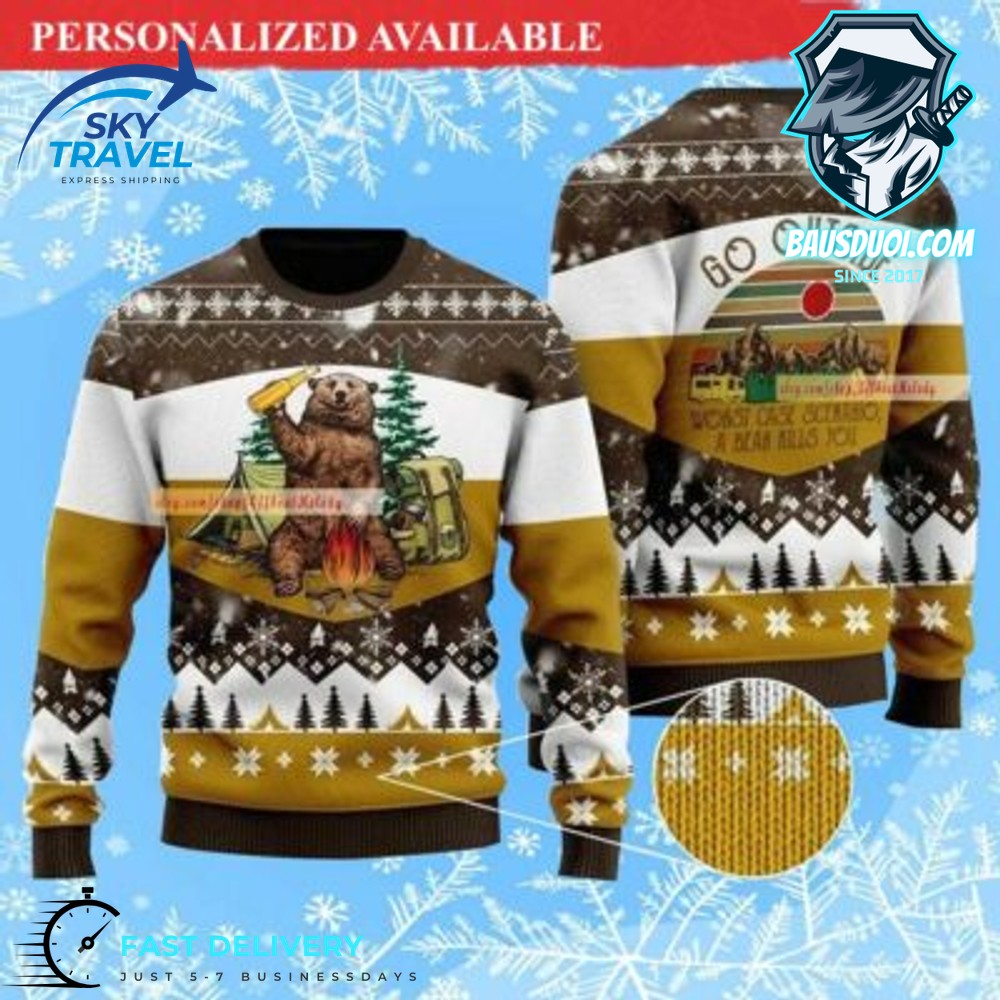 PERSONALIZED AVAILABLE
SKY
TRAVEL
EXPRESS SHIPPING
BAUSDUOI.COM
SINCE 2017
GO
WORST CASE SCENARIO,
A BEAR KILLS YOU
FAST DELIVERY
JUST 5-7 BUSINESSDAYS